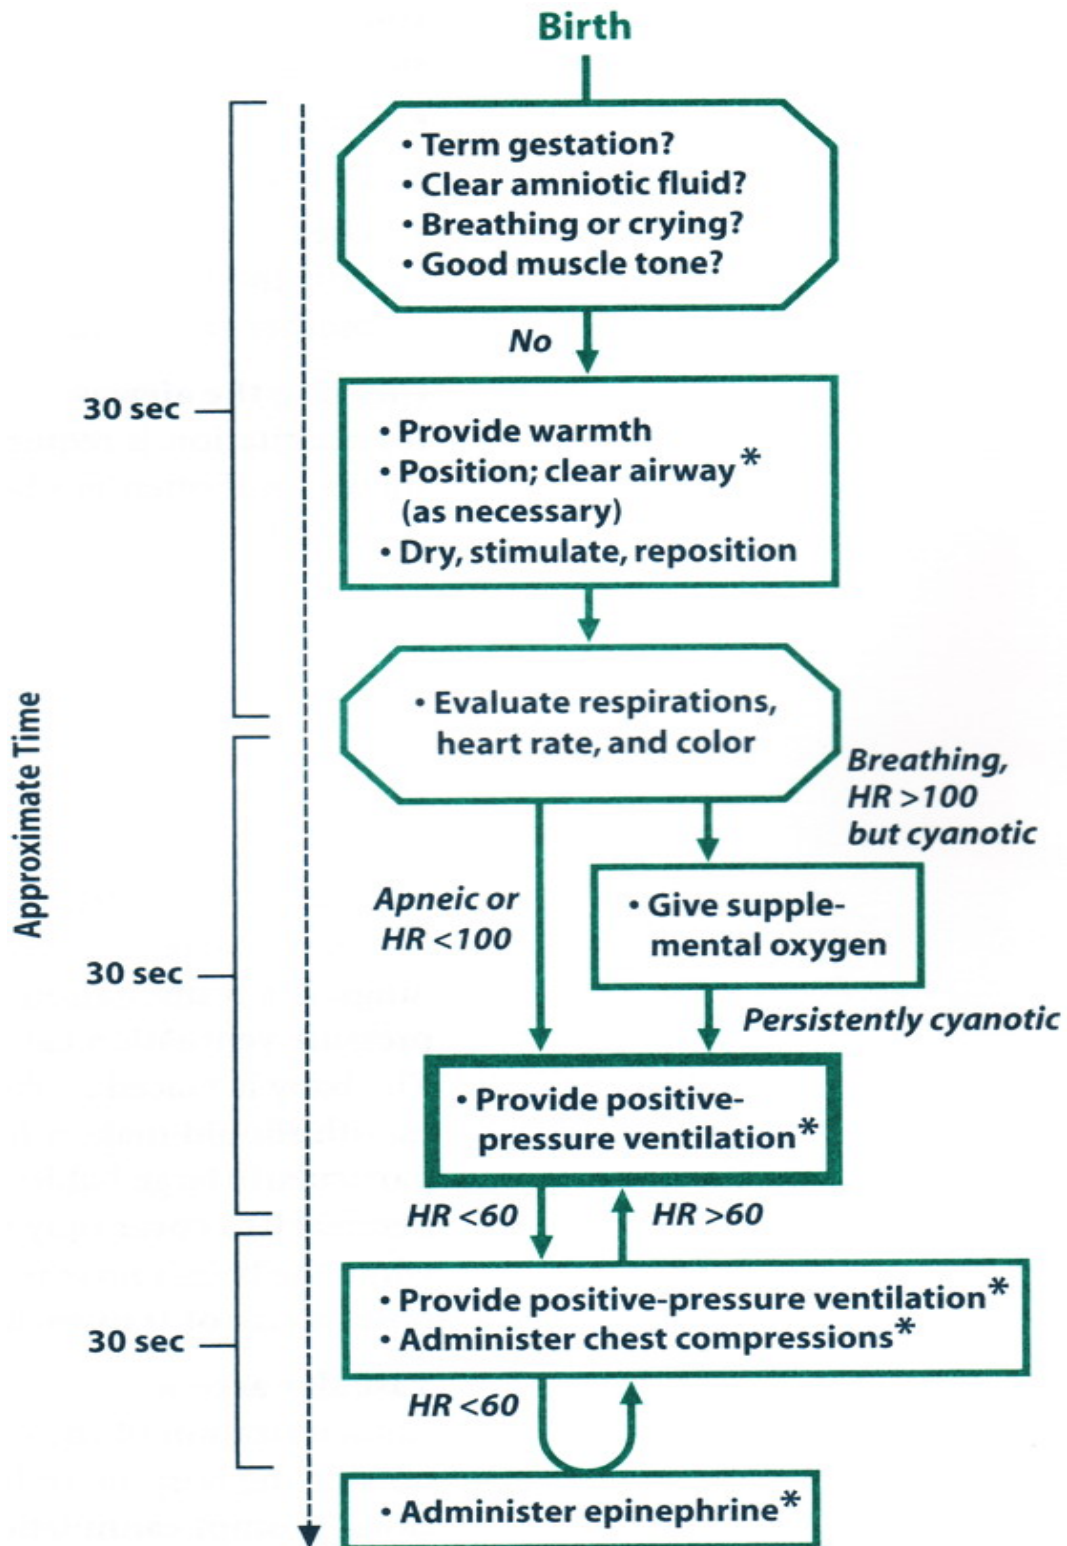 Birth
• Term gestation?
• Clear amniotic fluid?
• Breathing or crying?
• Good muscle tone?
No
30 sec
• Provide warmth
• Position; clear airway*
(as necessary)
• Dry, stimulate, reposition
• Evaluate respirations,
heart rate, and color
Approximate Time
Breathing,
HR >100
but cyanotic
Apneic or
HR <100
• Give supple-
mental oxygen
30 sec
Persistently cyanotic
• Provide positive-
pressure ventilation*
HR <60
HR >60
• Provide positive-pressure ventilation*
• Administer chest compressions*
30 sec
HR <60
• Administer epinephrine*